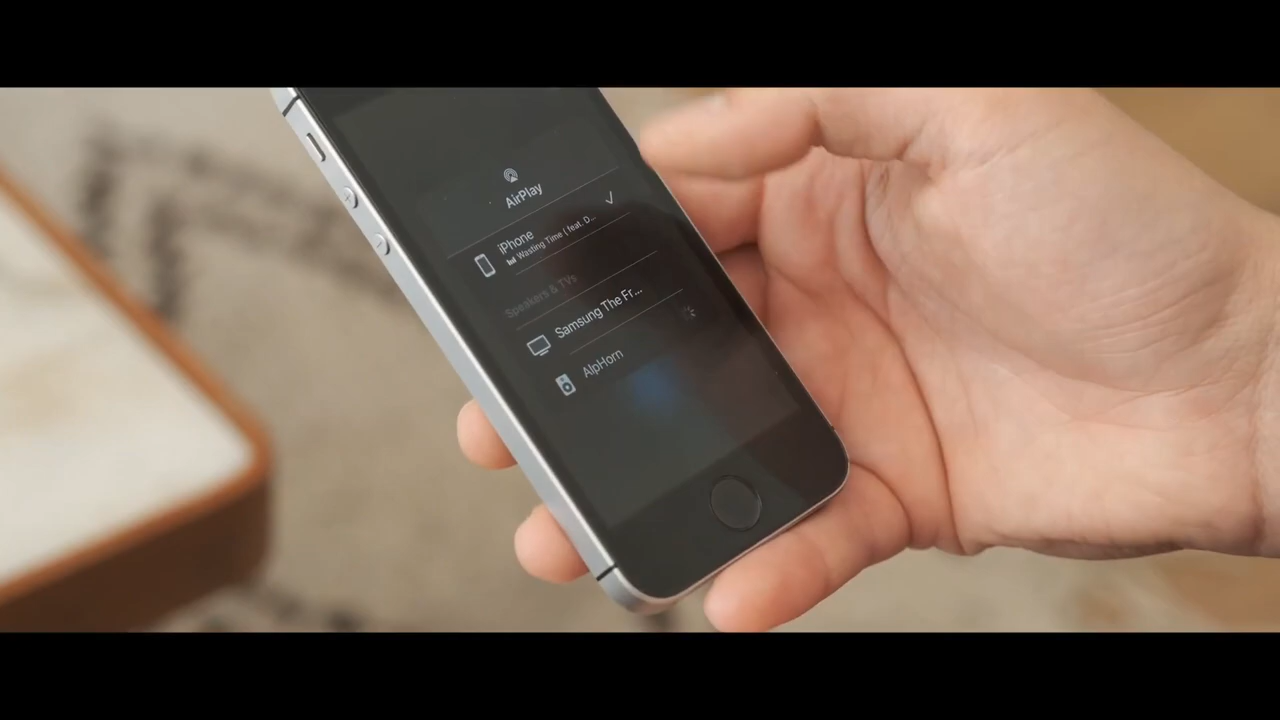 AirPlay
iPhone
Wasting Time ( feat. D...
Speakers & TVs
Samsung The Fr...
AlpHorn